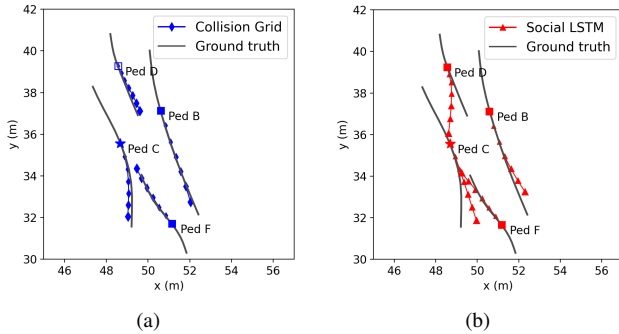 42
40
38
36
34
32
30
y (m)
46 48 50 52 54 56
x (m)
Collision Grid
Ground truth
Ped D
Ped B
Ped C
Ped F
(a)
42
40
38
36
34
32
30
y (m)
46 48 50 52 54 56
x (m)
Social LSTM
Ground truth
Ped D
Ped B
Ped C
Ped F
(b)